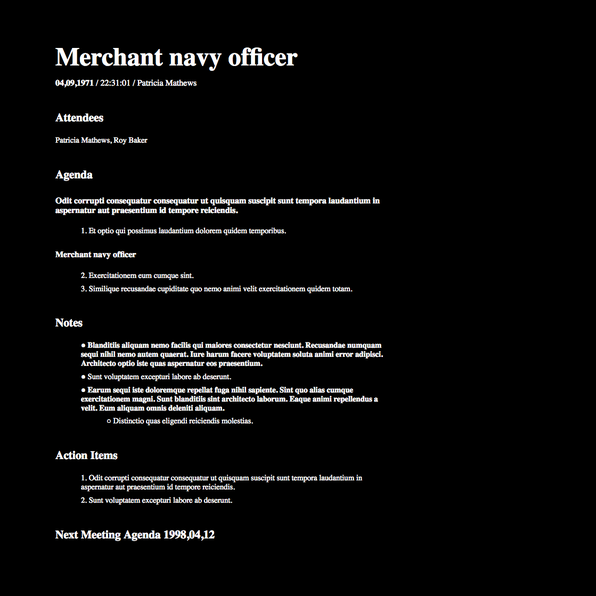 Merchant navy officer
04,09,1971 / 22:31:01 / Patricia Mathews
Attendees
Patricia Mathews, Roy Baker
Agenda
Odit corrupti consequatur consequatur ut quisquam suscipit sunt tempora laudantium in
aspernatur aut praesentium id tempore reiciendis.
1. Et optio qui possimus laudantium dolorem quidem temporibus.
Merchant navy officer
2. Exercitationem eum cumque sint.
3. Similique recusandae cupiditate quo nemo animi velit exercitationem quidem totam.
Notes
● Blanditiis aliquam nemo facilis qui maiores consectetur nesciunt. Recusandae numquam
sequi nihil nemo autem quaerat. Iure harum facere voluptatem soluta animi error adipisci.
Architecto optio iste quas aspernatur eos praesentium.
● Sunt voluptatem excepturi labore ab deserunt.
● Earum sequi iste doloremque repellat fuga nihil sapiente. Sint quo alias cumque
exercitationem magni. Sunt blanditiis sint architecto laborum. Eaque animi repellendus a
velit. Eum aliquam omnis deleniti aliquam.
○ Distinctio quas eligendi reiciendis molestias.
Action Items
1. Odit corrupti consequatur consequatur ut quisquam suscipit sunt tempora laudantium in
aspernatur aut praesentium id tempore reiciendis.
2. Sunt voluptatem excepturi labore ab deserunt.
Next Meeting Agenda 1998,04,12